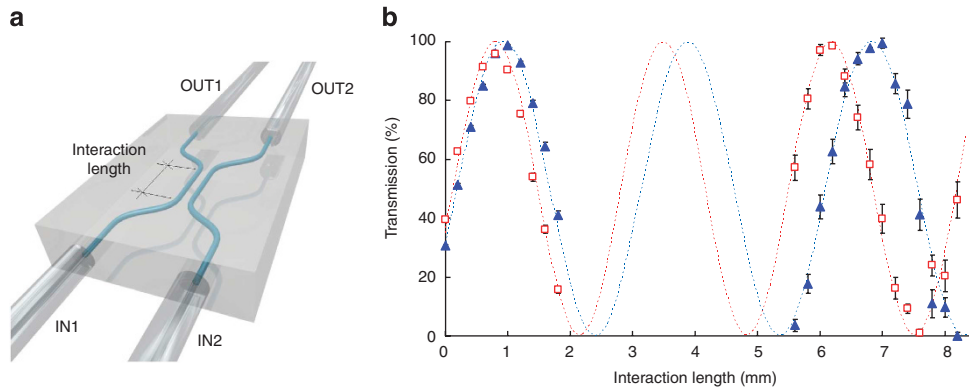 a
OUT1
OUT2
Interaction
length
IN1
IN2
b
Transmission (%)
100
80
60
40
20
0
0 1 2 3 4 5 6 7 8
Interaction length (mm)